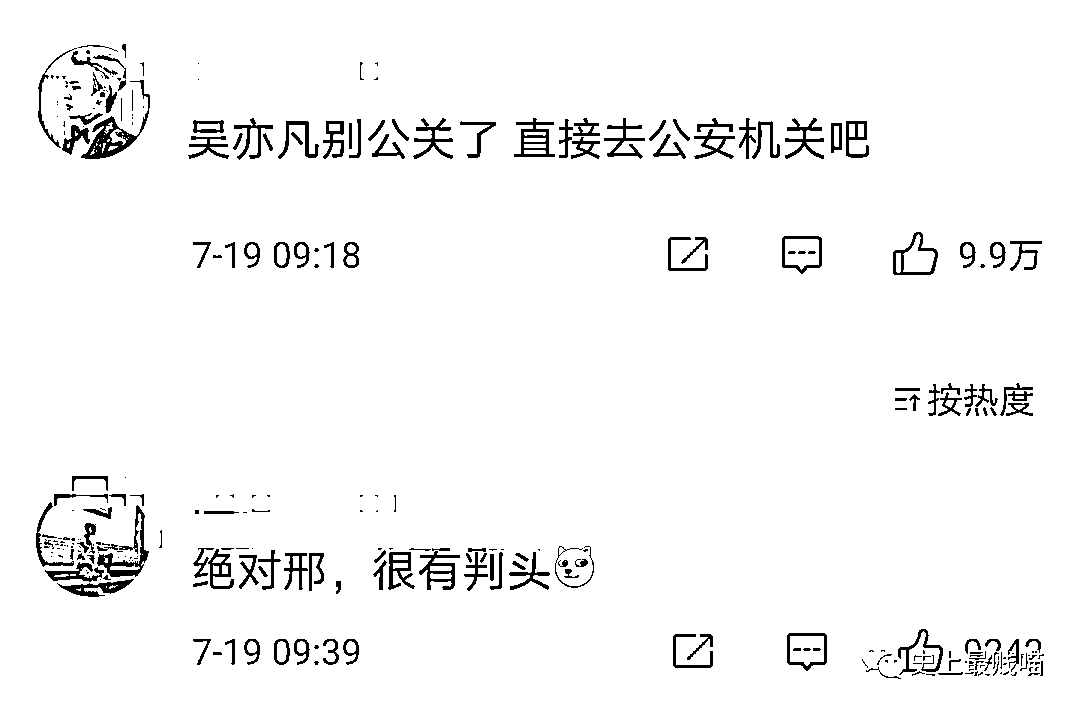 吴亦凡别公关了 直接去公安机关吧
7-19 09:18
9.9万
按热度
绝对邢，很有判头
7-19 09:39
史上最贱喵